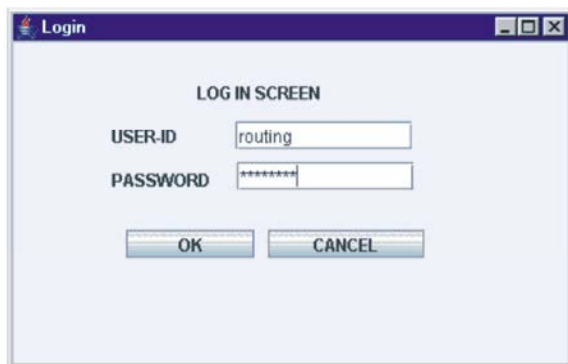 Login
LOG IN SCREEN
USER-ID routing
PASSWORD ********
OK CANCEL